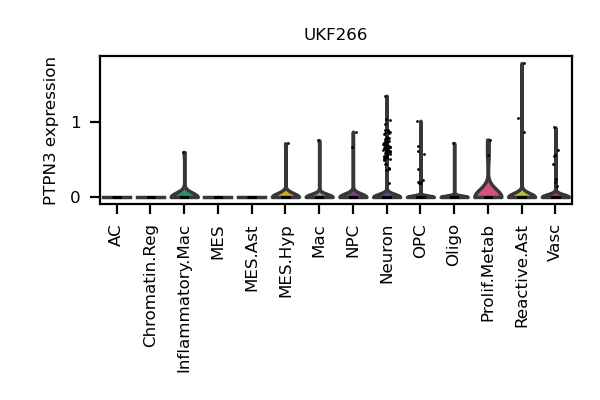 UKF266
PTPN3 expression
1
0
AC
Chromatin.Reg
Inflammatory.Mac
MES
MES.Ast
MES.Hyp
Mac
NPC
Neuron
OPC
Oligo
Prolif.Metab
Reactive.Ast
Vasc